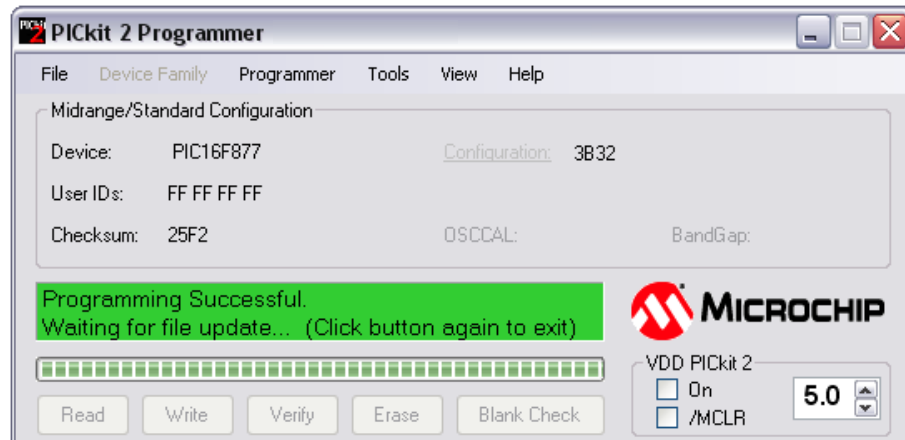 PICkit 2 Programmer
File Device Family Programmer Tools View Help
Midrange/Standard Configuration
Device: PIC16F877 Configuration: 3B32
User IDs: FF FF FF FF
Checksum: 25F2 OSCCAL: BandGap:
Programming Successful.
Waiting for file update... (Click button again to exit)
MICROCHIP
VDD PICkit 2
On
/MCLR
5.0
Read Write Verify Erase Blank Check